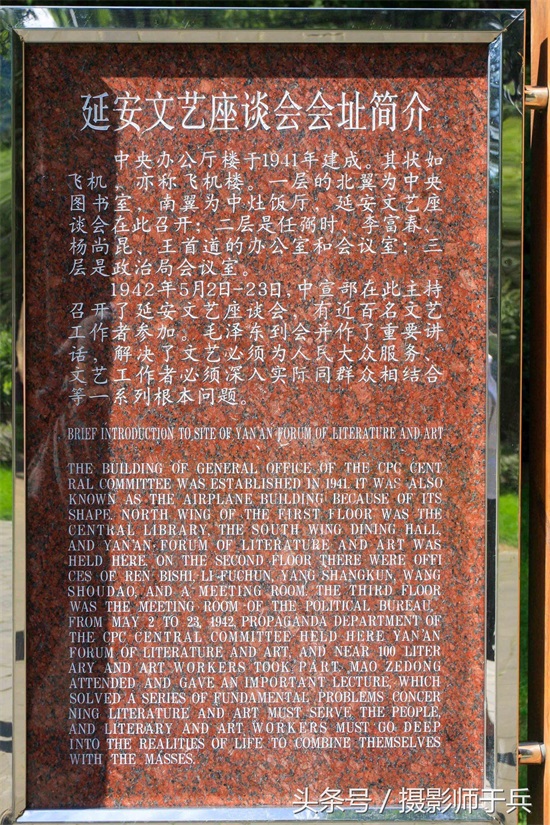 延安文艺座谈会会址简介
中央办公厅楼于1941年建成。其状如
飞机，亦称飞机楼。一层的北翼为中央
图书室，南翼为中灶饭厅，延安文艺座
谈会在此召开；二层是任弼时、李富春、
杨尚昆、王首道的办公室和会议室；三
层是政治局会议室。
1942年5月2日-23日,中宣部在此主持
召开了延安文艺座谈会，有近百名文艺
工作者参加。毛泽东到会并作了重要讲
话，解决了文艺必须为人民大众服务、
文艺工作者必须深入实际同群众相结合
等一系列根本问题。
BRIEF INTRODUCTION TO SITE OF YAN'AN FORUM OF LITERATURE AND ART
THE BUILDING OF GENERAL OFFICE OF THE CPC CENT
RAL COMMITTEE WAS ESTABLISHED IN 1941. IT WAS ALSO
KNOWN AS THE AIRPLANE BUILDING BECAUSE OF ITS
SHAPE. NORTH WING OF THE FIRST FLOOR WAS THE
CENTRAL LIBRARY, THE SOUTH WING DINING HALL,
AND YAN'AN FORUM OF LITERATURE AND ART WAS
HELD HERE. ON THE SECOND FLOOR THERE WERE OFFI
CES OF REN BISHI, LI FUCHUN, YANG SHANGKUN, WANG
SHOUDAO, AND A MEETING ROOM. THE THIRD FLOOR
WAS THE MEETING ROOM OF THE POLITICAL BUREAU.
FROM MAY 2 TO 23, 1942, PROPAGANDA DEPARTMENT OF
THE CPC CENTRAL COMMITTEE HELD HERE YAN'AN
FORUM OF LITERATURE AND ART, AND NEAR 100 LITER
ARY AND ART WORKERS TOOK PART. MAO ZEDONG
ATTENDED AND GAVE AN IMPORTANT LECTURE, WHICH
SOLVED A SERIES OF FUNDAMENTAL PROBLEMS CONCER
NING LITERATURE AND ART MUST SERVE THE PEOPLE,
AND LITERARY AND ART WORKERS MUST GO DEEP
INTO THE REALITIES OF LIFE TO COMBINE THEMSELVES
WITH THE MASSES.
头条号 / 摄影师于兵